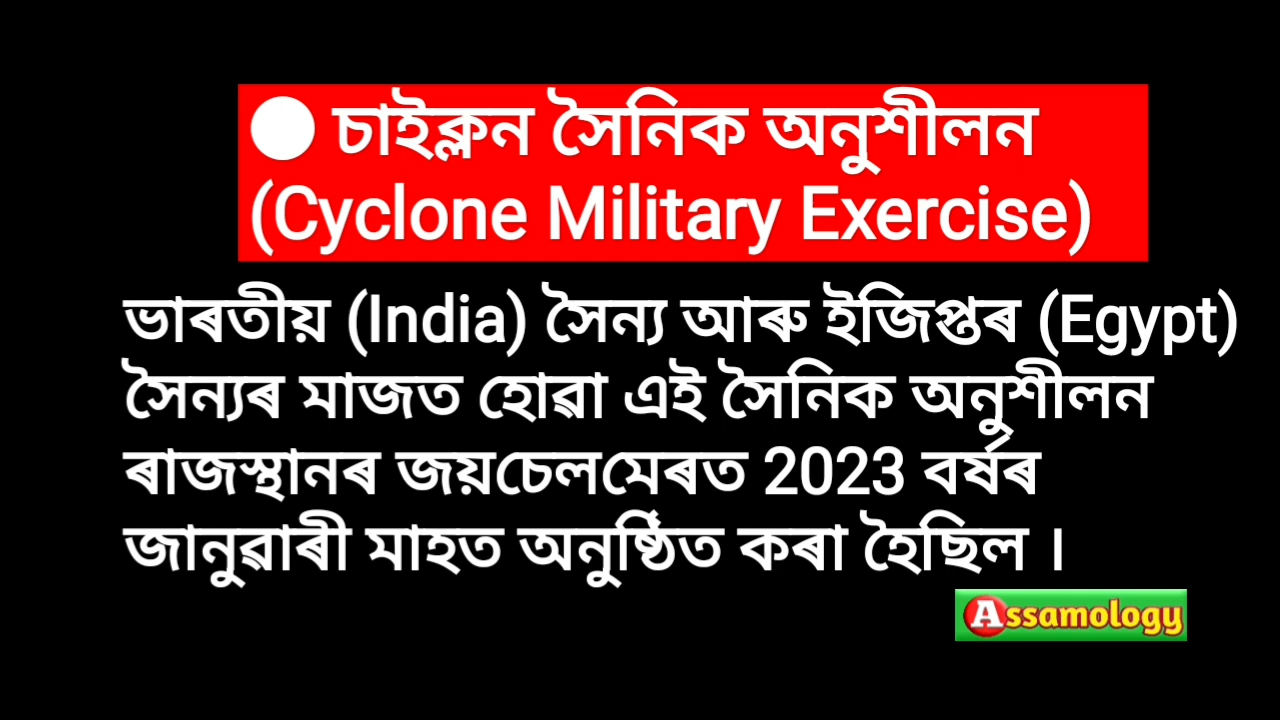 ● চাইক্লন সৈনিক অনুশীলন
(Cyclone Military Exercise)
ভাৰতীয় (India) সৈন্য আৰু ইজিপ্তৰ (Egypt)
সৈন্যৰ মাজত হোৱা এই সৈনিক অনুশীলন
ৰাজস্থানৰ জয়চেলমেৰত 2023 বৰ্ষৰ
জানুৱাৰী মাহত অনুষ্ঠিত কৰা হৈছিল ।
Assamology